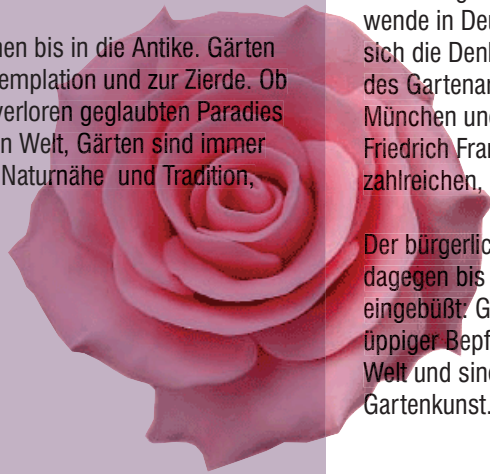 nen bis in die Antike. Gärten
templation und zur Zierde. Ob
verloren geglaubten Paradies
n Welt, Gärten sind immer
Naturnähe und Tradition,
wende in Der
sich die Denk
des Gartenar
München und
Friedrich Fran
zahlreichen,
Der bürgerlic
dagegen bis
eingebüßt: G
üppiger Bepf
Welt und sind
Gartenkunst.